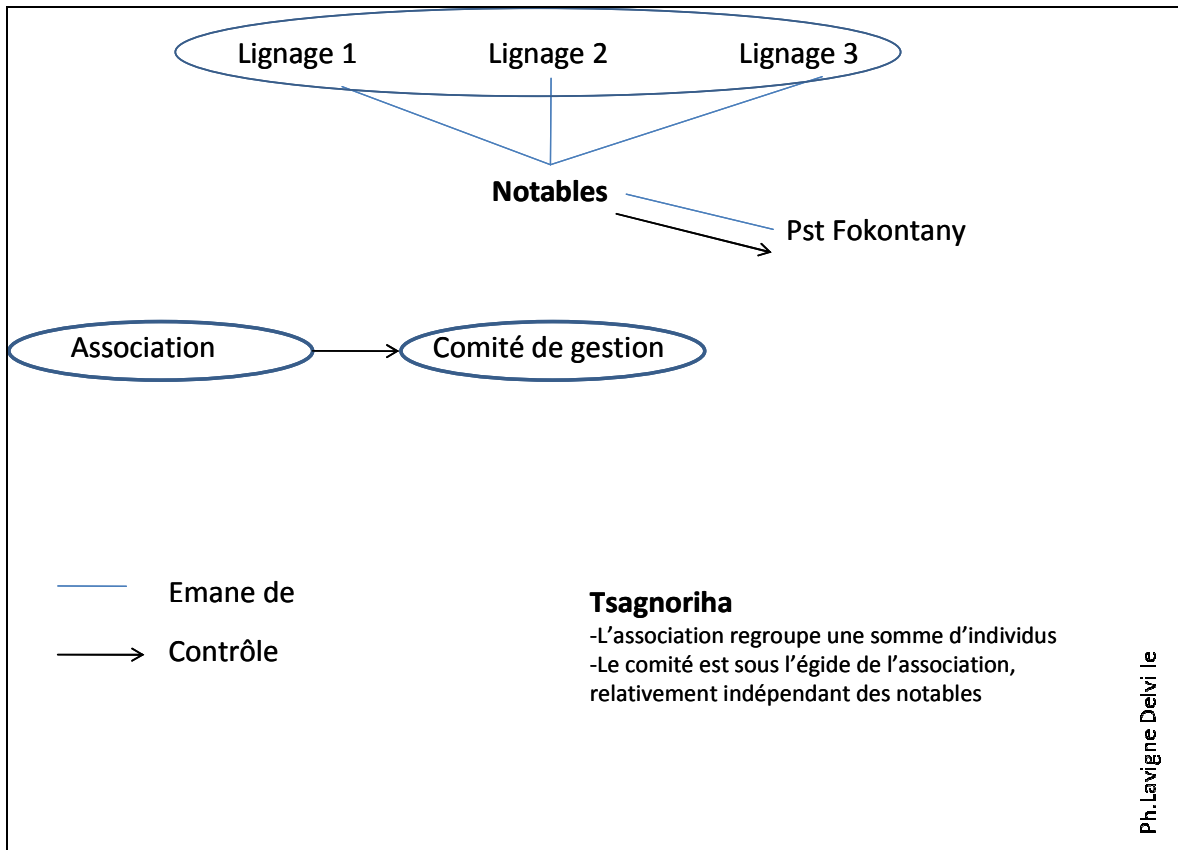 Lignage 1 Lignage 2 Lignage 3
Notables
Pst Fokontany
Association Comité de gestion
Emane de
Contrôle
Tsagnoriha
-L'association regroupe une somme d'individus
-Le comité est sous l'égide de l'association,
relativement indépendant des notables
Ph.Lavigne Delvi le